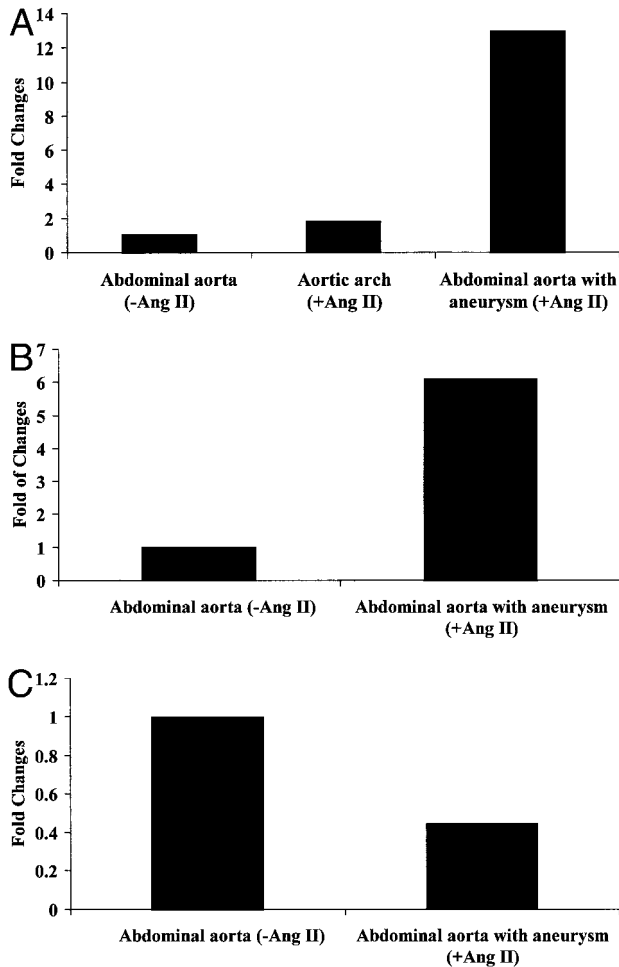 A
14
12
10
8
6
4
2
0
Fold Changes
Abdominal aorta
(-Ang II)
Aortic arch
(+Ang II)
Abdominal aorta with
aneurysm (+Ang II)
B
7
6
5
4
3
2
1
0
Fold of Changes
Abdominal aorta (-Ang II)
Abdominal aorta with aneurysm
(+Ang II)
C
1.2
1
0.8
0.6
0.4
0.2
0
Fold Changes
Abdominal aorta (-Ang II)
Abdominal aorta with aneurysm
(+Ang II)